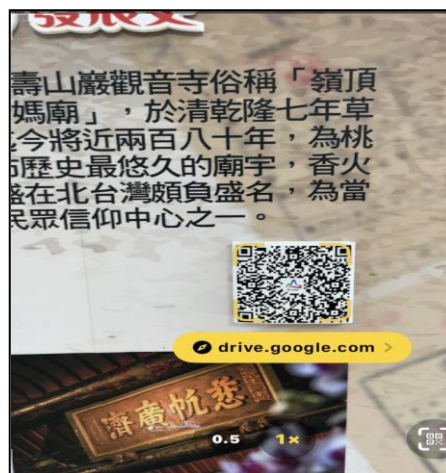 發展史
壽山巖觀音寺俗稱「嶺頂
媽廟」，於清乾隆七年草
今將近兩百八十年，為桃
歷史最悠久的廟宇，香火
盛在北台灣頗負盛名，為當
民眾信仰中心之一。
drive.google.com >
濟廣帆慈
0.5 1×